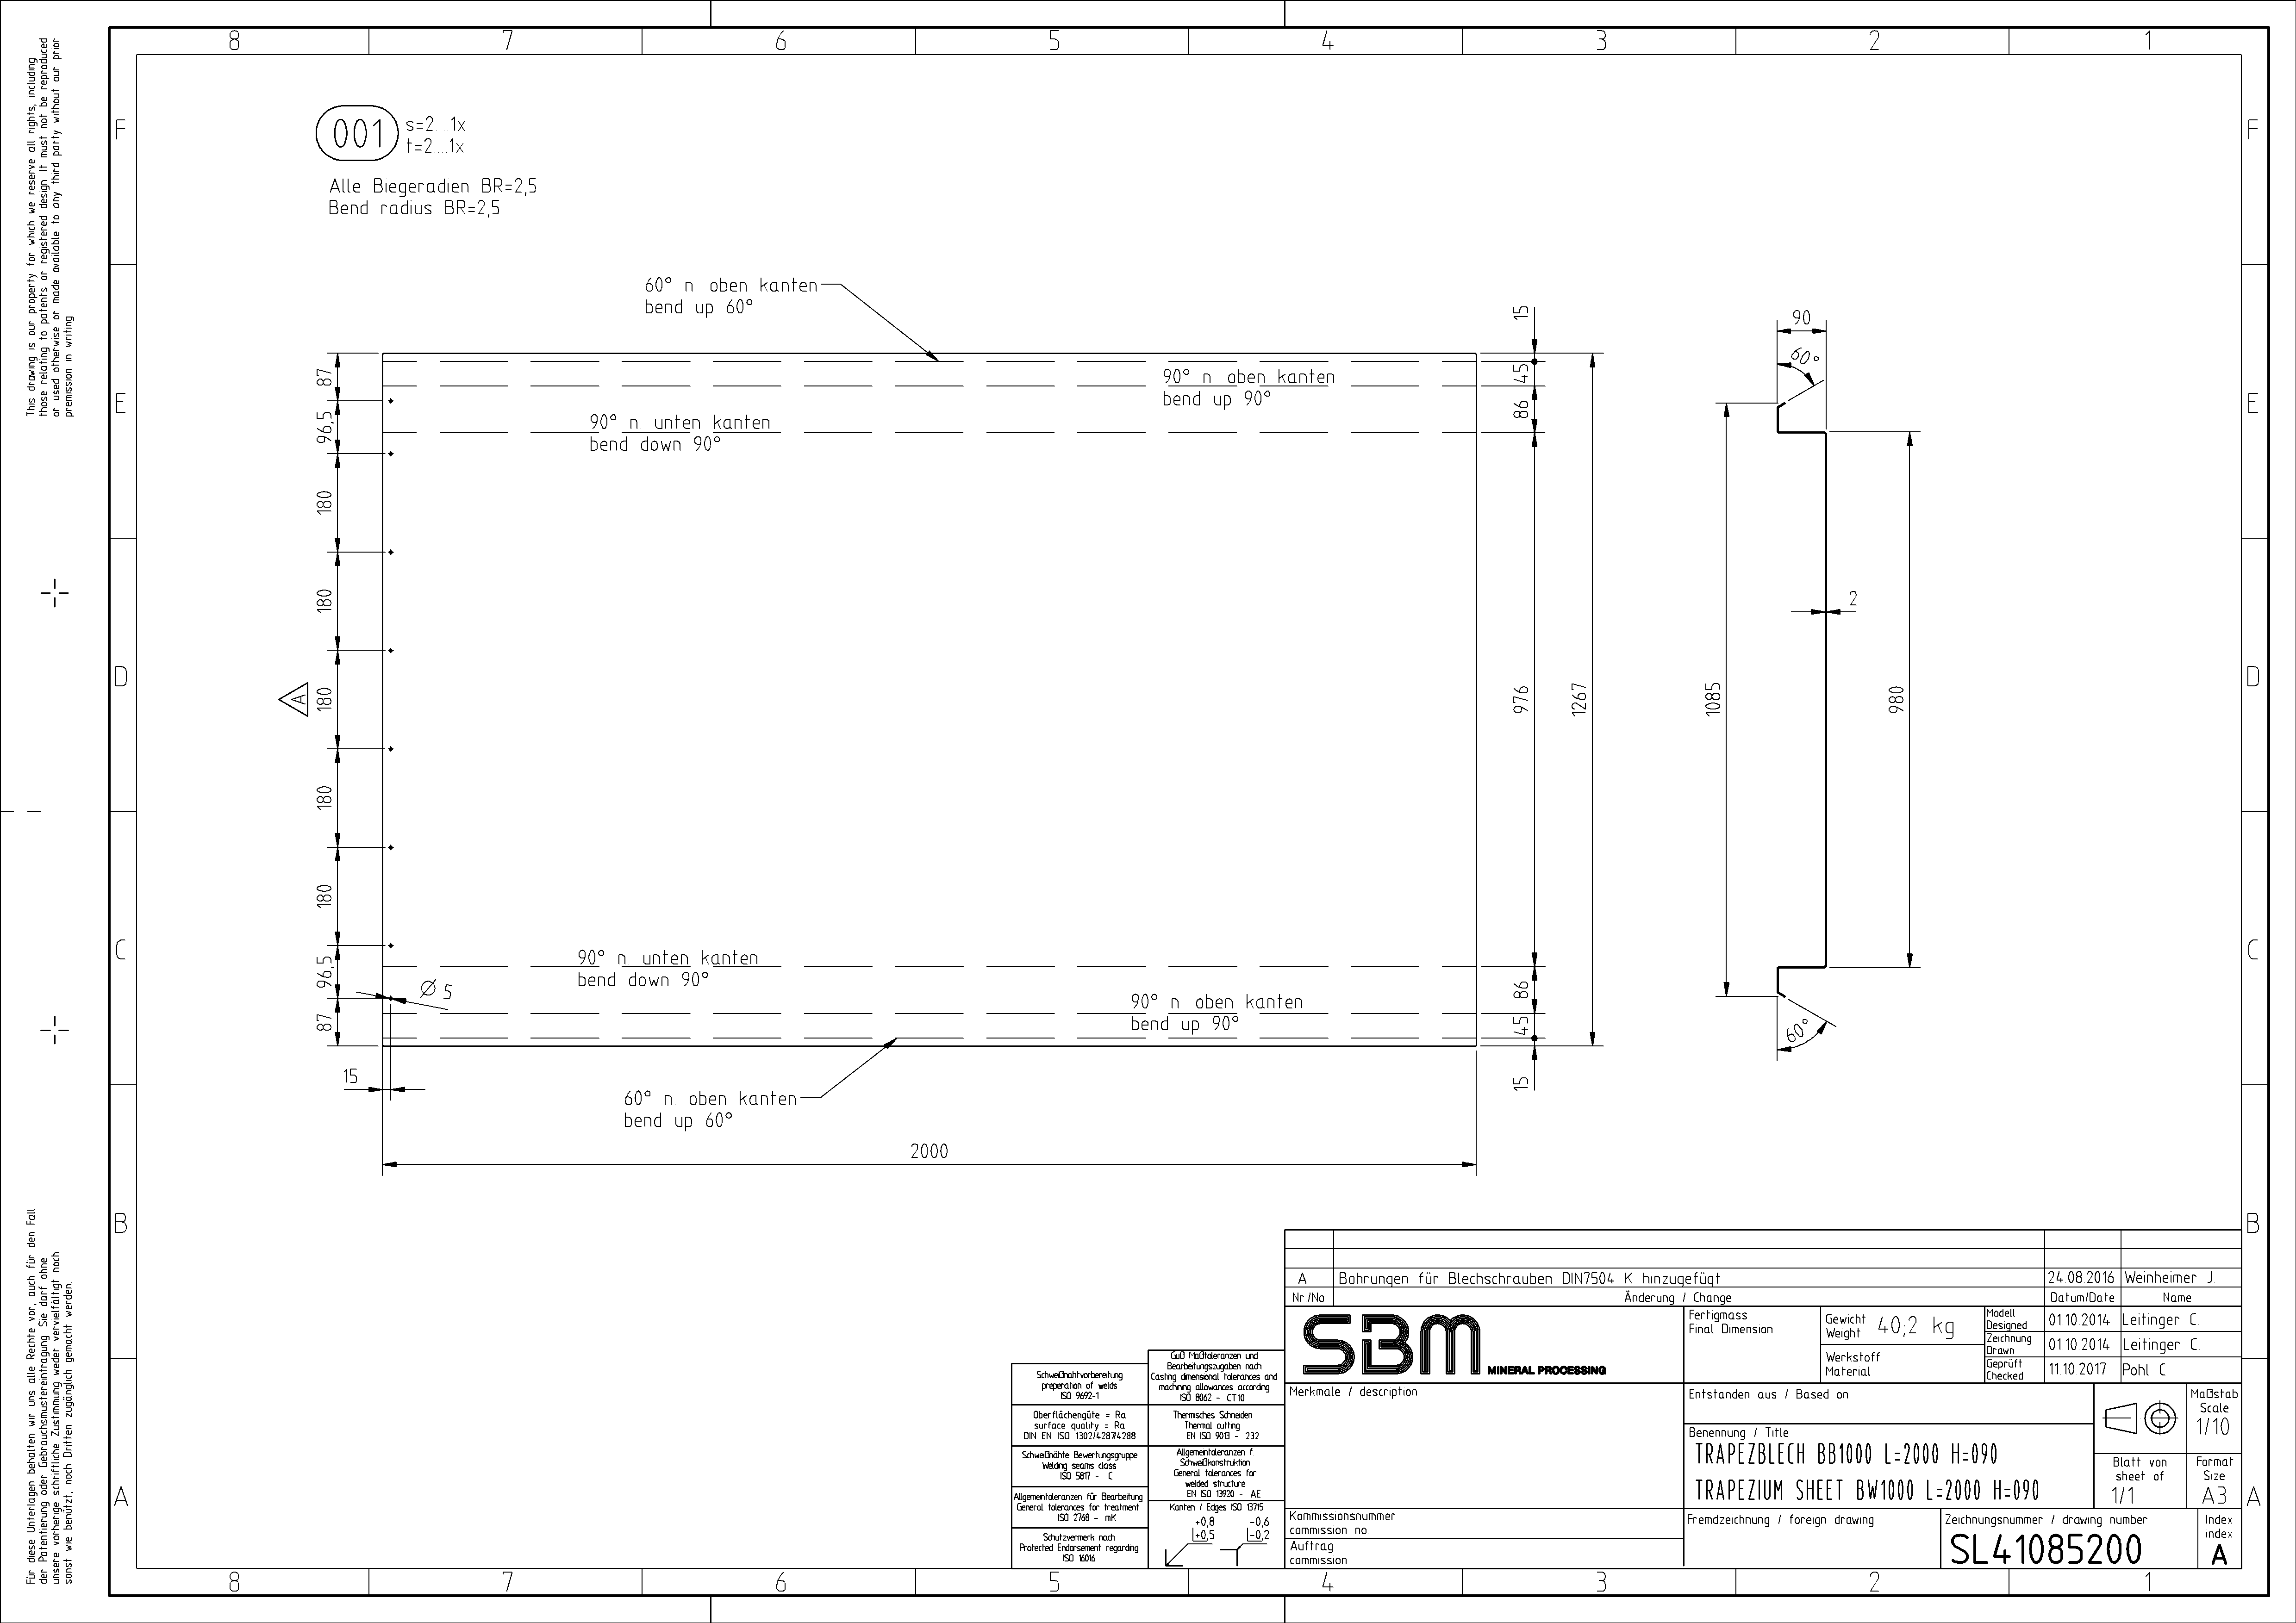 8 7 6 5 4 3 2 1
F F
E E
D D
C C
B B
A A
This drawing is our property for which we reserve all rights, including
those relating to patents or registered design. It must not be reproduced
or used otherwise or made available to any third party without our prior
premission in writing
Für diese Unterlagen behalten wir uns alle Rechte vor, auch für den Fall
der Patentierung oder Gebrauchsmustereintragung. Sie darf ohne
unsere vorherige schriftliche Zustimmung weder vervielfältigt noch
sonst wie benützt, noch Dritten zugänglich gemacht werden
001
s=2....1x
t=2....1x
Alle Biegeradien BR=2,5
Bend radius BR=2,5
60° n. oben kanten
bend up 60°
90° n. oben kanten
bend up 90°
90° n. unten kanten
bend down 90°
87
96,5
180
180
180
180
180
96,5
87
A
15
45
86
976
1267
86
45
15
90
60°
1085
2
980
60°
90° n. unten kanten
bend down 90°
Ø 5
90° n. oben kanten
bend up 90°
15
60° n. oben kanten
bend up 60°
2000
A Bohrungen für Blechschrauben DIN7504 K hinzugefügt 24.08.2016 Weinheimer J.
Nr./No. Änderung / Change Datum/Date Name
SBM
MINERAL PROCESSING
Fertigmass
Final Dimension
Gewicht
Weight
40,2 kg
Werkstoff
Material
Modell
Designed
01.10.2014 Leitinger C.
Zeichnung
Drawn
01.10.2014 Leitinger C.
Geprüft
Checked
11.10.2017 Pohl C.
Merkmale / description
Entstanden aus / Based on
Benennung / Title
TRAPEZBLECH BB1000 L=2000 H=090
TRAPEZIUM SHEET BW1000 L=2000 H=090
Maßstab
Scale
1/10
Blatt von
sheet of
1/1
Format
Size
A3
Kommissionsnummer
commission no.
Auftrag
commission
Fremdzeichnung / foreign drawing
Zeichnungsnummer / drawing number
SL41085200
Index
index
A
Schweißnahtvorbereitung
preperation of welds
ISO 9692-1
Oberflächengüte = Ra
surface quality = Ra
DIN EN ISO 1302/4287/4288
Schweißnähte Bewertungsgruppe
Welding seams class
ISO 5817 - C
Allgemeintoleranzen für Bearbeitung
General tolerances for treatment
ISO 2768 - mK
Schutzvermerk nach
Protected Endorsement regarding
ISO 16016
Guß Maßtoleranzen und
Bearbeitungszugaben nach
Casting dimensional tolerances and
machining allowances according
ISO 8062 - CT10
Thermisches Schneiden
Thermal cutting
EN ISO 9013 - 232
Allgemeintoleranzen f.
Schweißkonstruktion
General tolerances for
welded structure
EN ISO 13920 - AE
Kanten / Edges ISO 13715
+0,8 -0,6
+0,5 -0,2
8 7 6 5 4 3 2 1